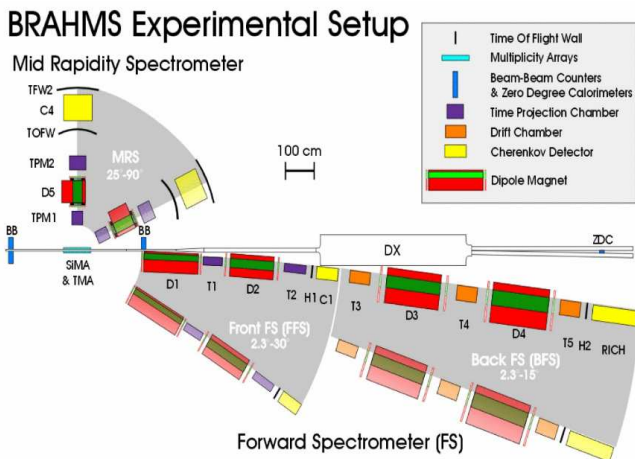 BRAHMS Experimental Setup
Mid Rapidity Spectrometer
Time Of Flight Wall
Multiplicity Arrays
Beam-Beam Counters
& Zero Degree Calorimeters
Time Projection Chamber
Drift Chamber
Cherenkov Detector
Dipole Magnet
TFW2
C4
TOFW
TPM2
D5
TPM1
MRS
25°-90°
100 cm
BB
BB
SiMA
& TMA
DX
ZDC
D1
T1
D2
T2
H1
C1
T3
D3
T4
D4
T5
H2
RICH
Front FS (FFS)
2.3°-30°
Back FS (BFS)
2.3°-15°
Forward Spectrometer (FS)